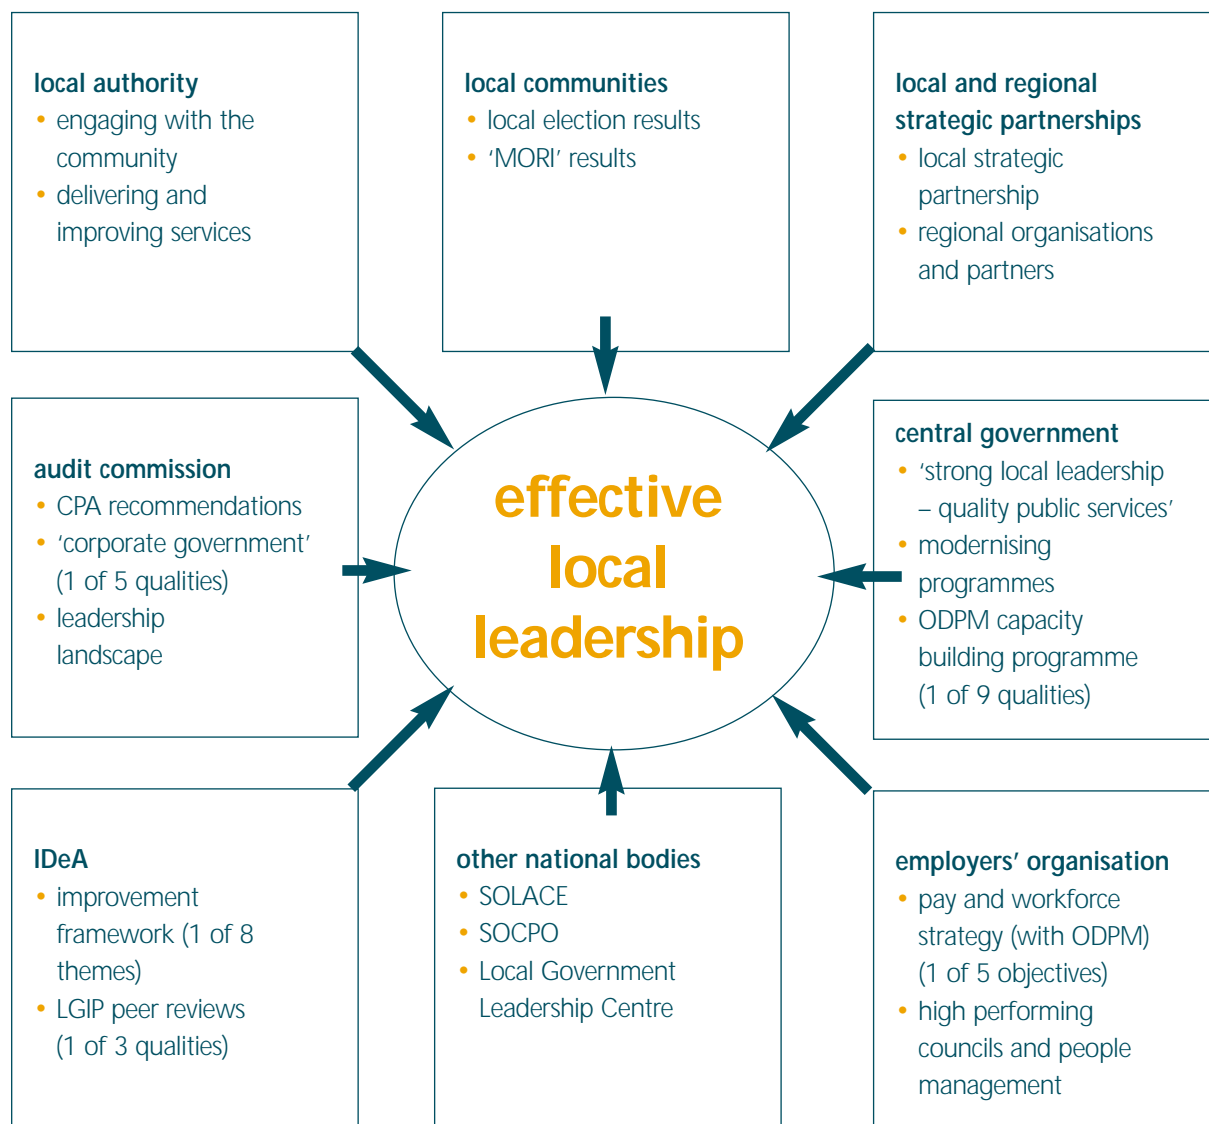 local authority
• engaging with the
community
• delivering and
improving services
local communities
• local election results
• ‘MORI’ results
local and regional
strategic partnerships
• local strategic
partnership
• regional organisations
and partners
audit commission
• CPA recommendations
• ‘corporate government’
(1 of 5 qualities)
• leadership
landscape
effective
local
leadership
central government
• ‘strong local leadership
– quality public services’
• modernising
programmes
• ODPM capacity
building programme
(1 of 9 qualities)
IDeA
• improvement
framework (1 of 8
themes)
• LGIP peer reviews
(1 of 3 qualities)
other national bodies
• SOLACE
• SOCPO
• Local Government
Leadership Centre
employers’ organisation
• pay and workforce
strategy (with ODPM)
(1 of 5 objectives)
• high performing
councils and people
management